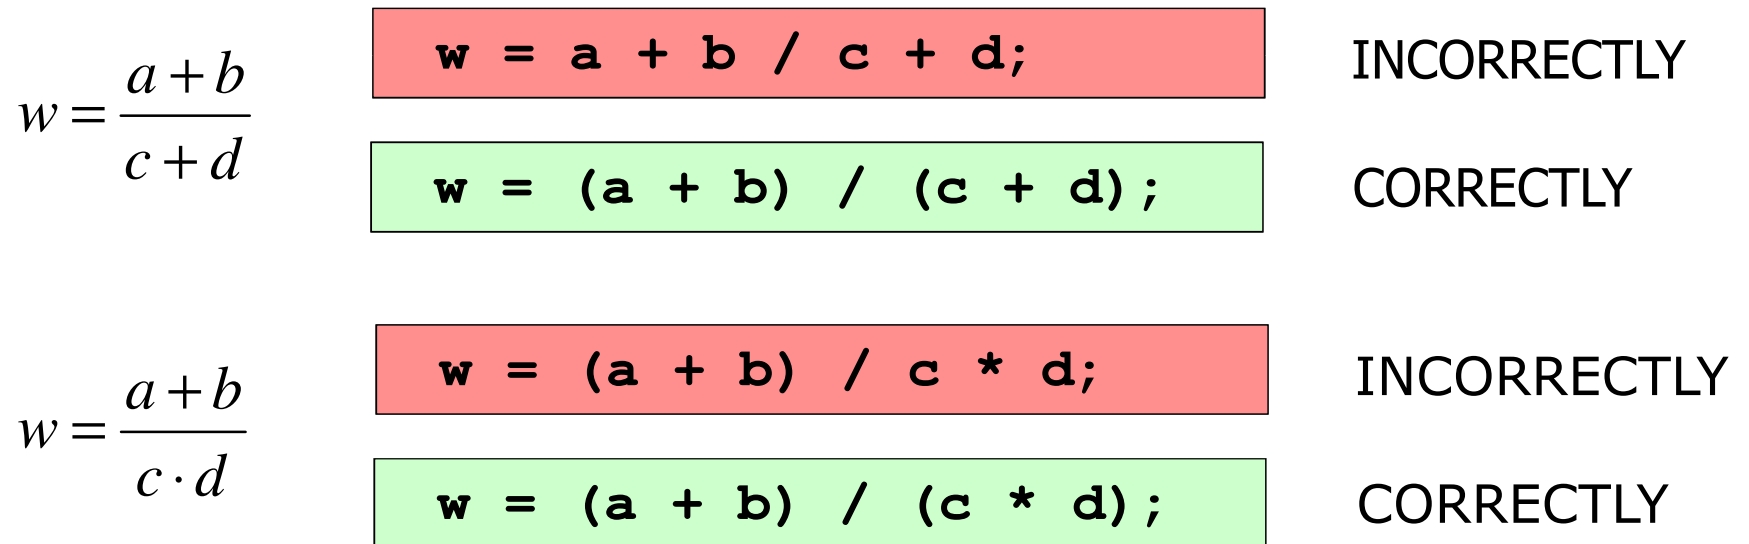 w = a + b / c + d; INCORRECTLY
w = a + b
c + d
w = (a + b) / (c + d); CORRECTLY
w = (a + b) / c * d; INCORRECTLY
w = a + b
c · d
w = (a + b) / (c * d); CORRECTLY